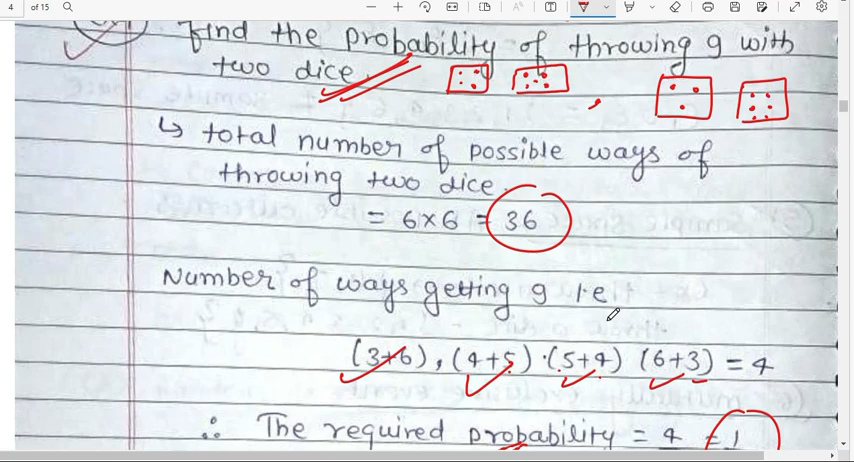 4 of 15
Find the probability of throwing 9 with
two dice.
↳ total number of possible ways of
throwing two dice.
= 6×6 = 36
Number of ways getting 9 i.e
(3+6), (4+5) · (5+4) (6+3) = 4
∴ The required probability = 4 = 1